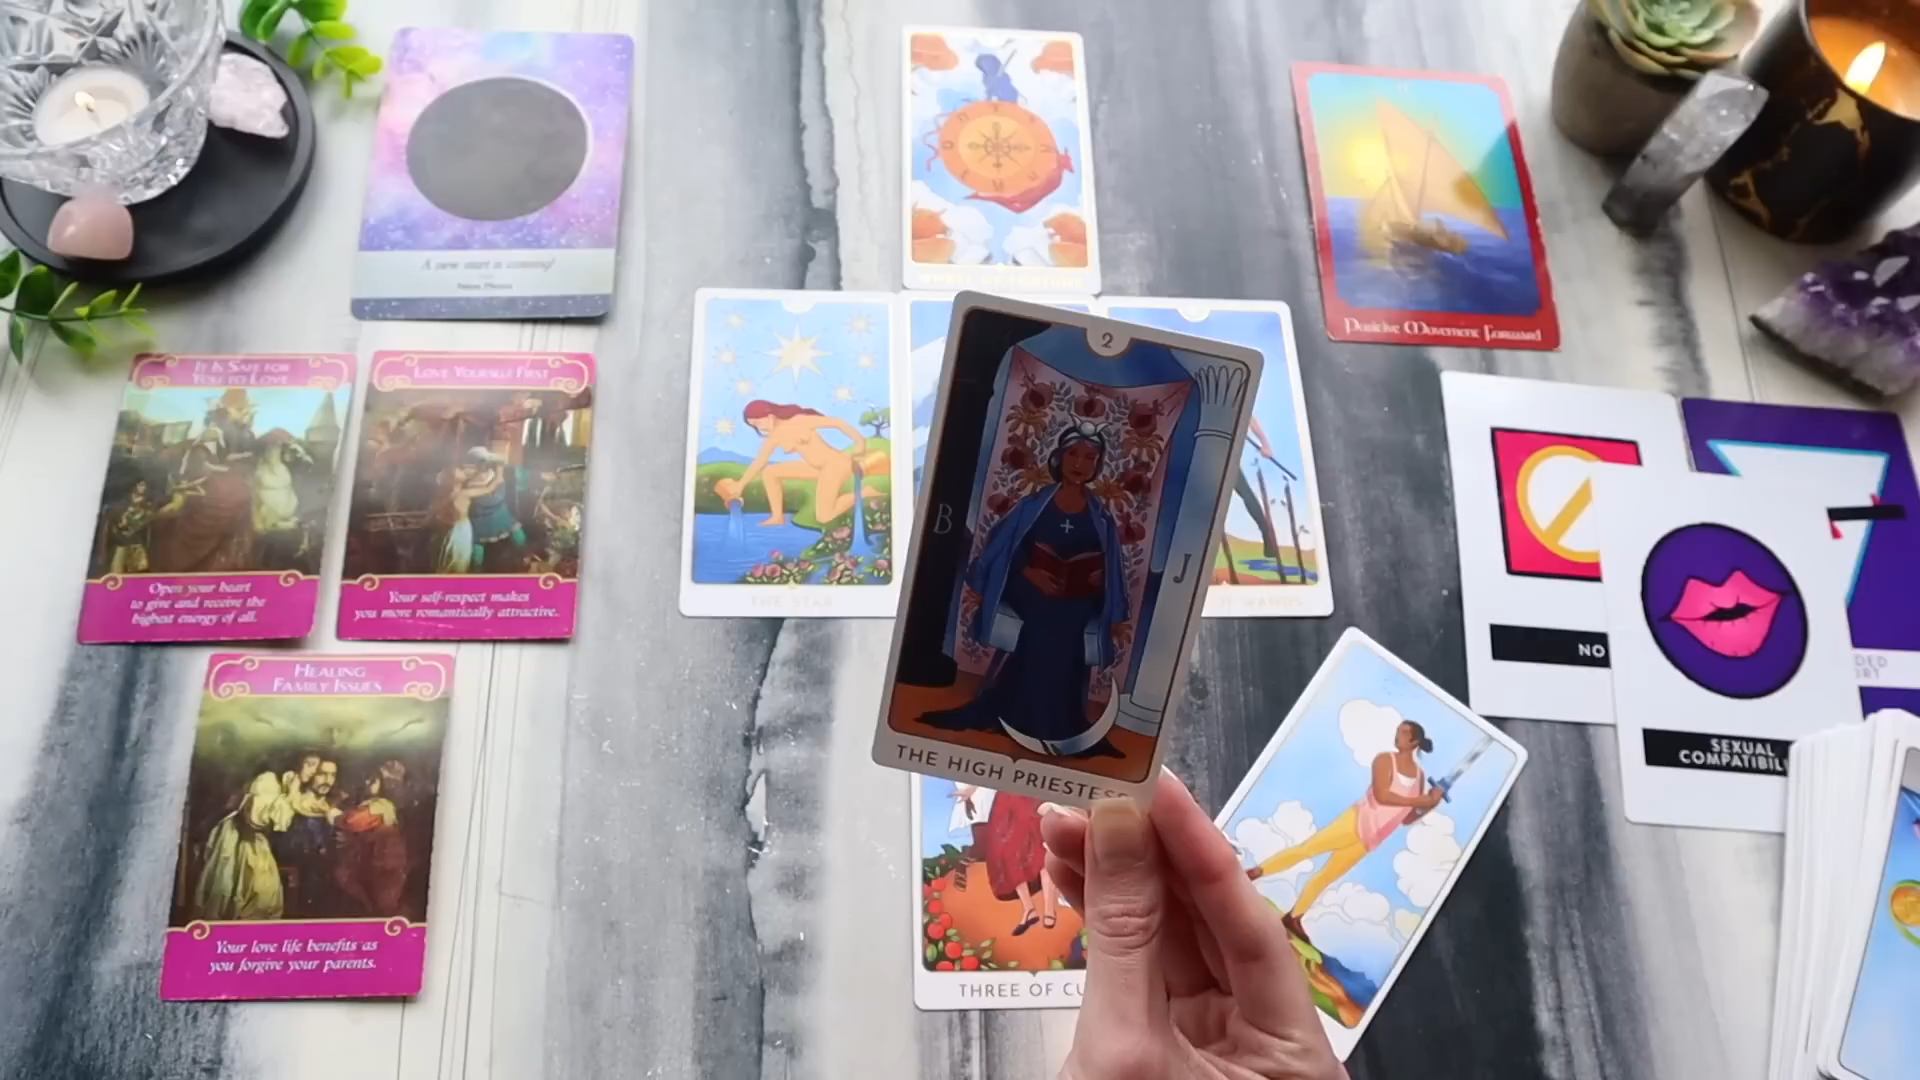 A new start is coming!
Positive Movement Forward
IT IS SAFE FOR
YOU TO LOVE
Open your heart
to give and receive the
highest energy of all.
LOVE YOURSELF FIRST
Your self-respect makes
you more romantically attractive.
THE STAR
2
B
J
THE HIGH PRIESTESS
WANDS
NO
SEXUAL
COMPATIBIL
HEALING
FAMILY ISSUES
Your love life benefits as
you forgive your parents.
THREE OF CU